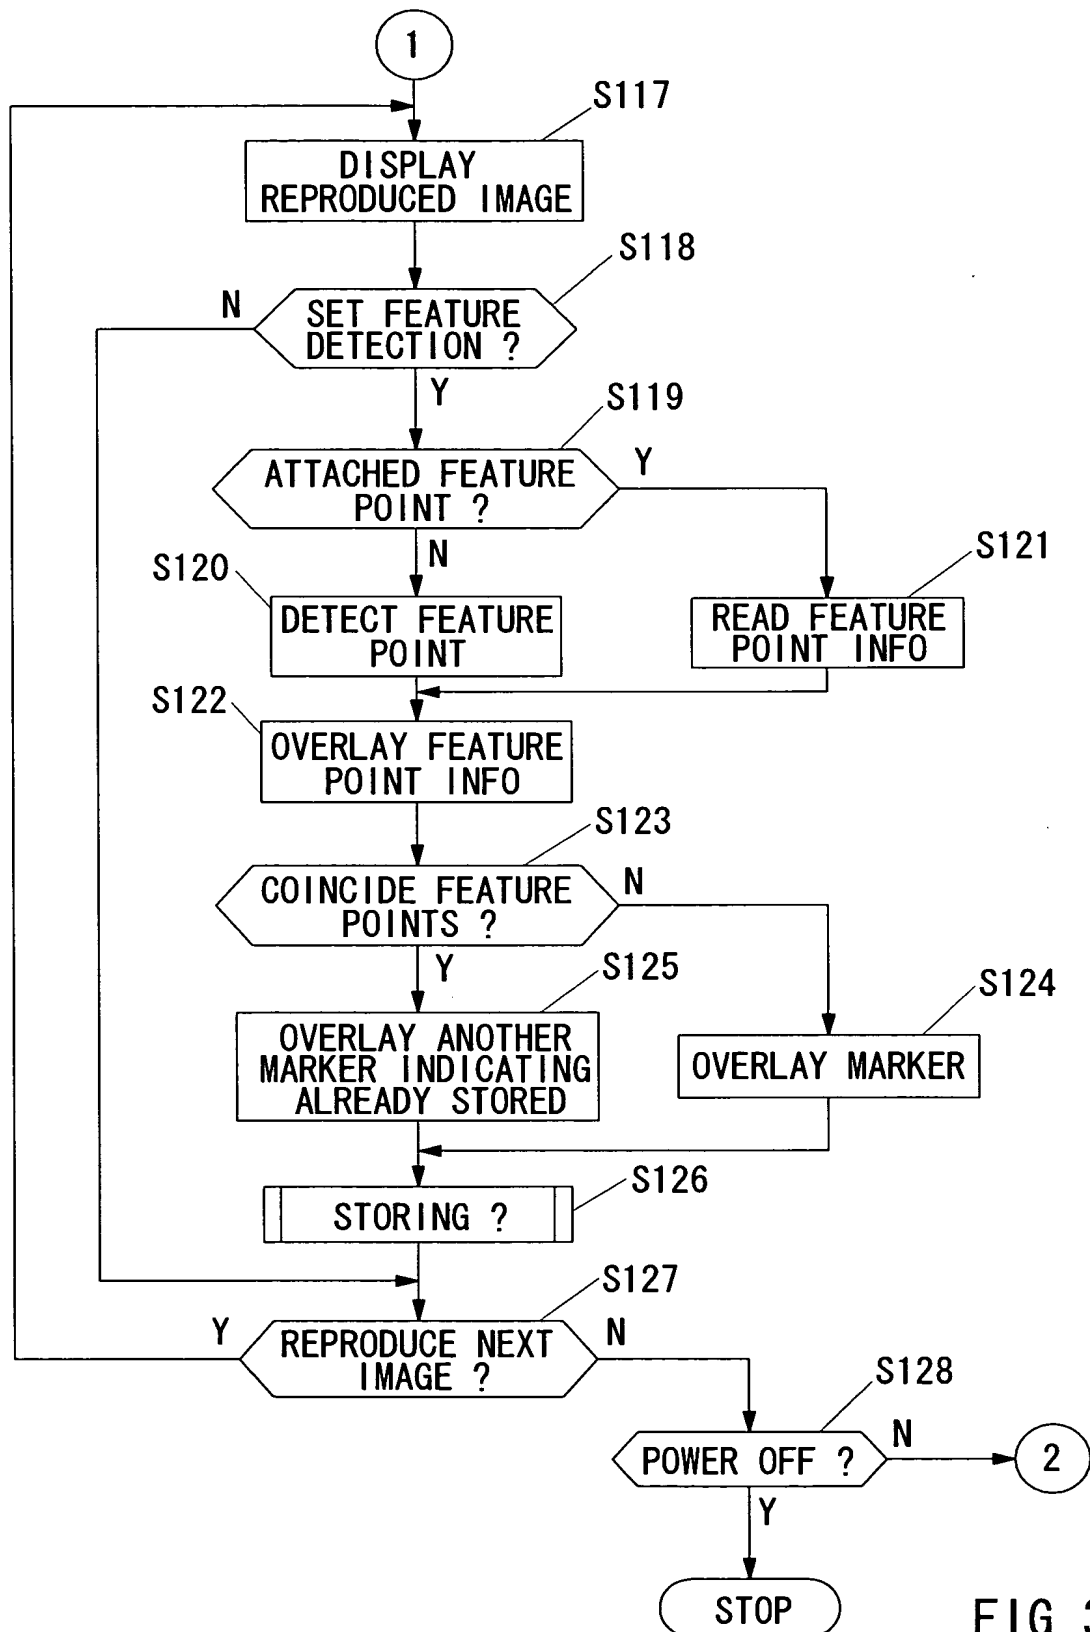 1
S117
DISPLAY
REPRODUCED IMAGE
S118
N
SET FEATURE
DETECTION ?
Y
S119
ATTACHED FEATURE
POINT ?
Y
N
S120
S121
DETECT FEATURE
POINT
READ FEATURE
POINT INFO
S122
OVERLAY FEATURE
POINT INFO
S123
COINCIDE FEATURE
POINTS ?
N
Y
S125
S124
OVERLAY ANOTHER
MARKER INDICATING
ALREADY STORED
OVERLAY MARKER
S126
STORING ?
S127
Y
REPRODUCE NEXT
IMAGE ?
N
S128
POWER OFF ?
N
2
Y
STOP
FIG